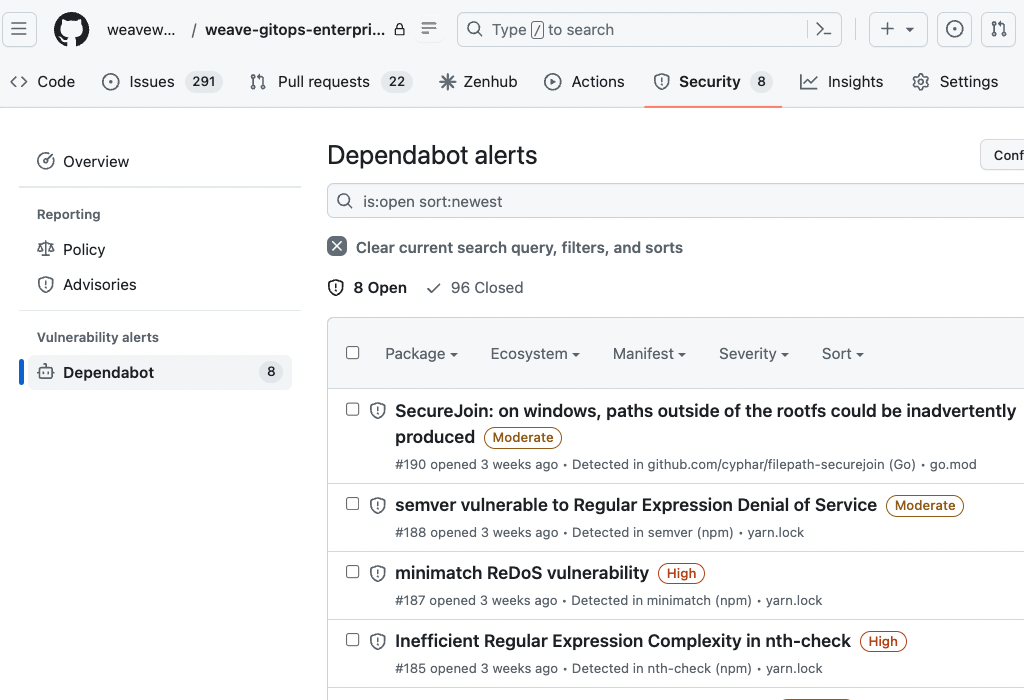 weavew... / weave-gitops-enterpri... Type / to search
Code Issues 291 Pull requests 22 Zenhub Actions Security 8 Insights Settings
Overview
Reporting
Policy
Advisories
Vulnerability alerts
Dependabot 8
Dependabot alerts
Conf
is:open sort:newest
Clear current search query, filters, and sorts
8 Open 96 Closed
Package Ecosystem Manifest Severity Sort
SecureJoin: on windows, paths outside of the rootfs could be inadvertently
produced Moderate
#190 opened 3 weeks ago • Detected in github.com/cyphar/filepath-securejoin (Go) • go.mod
semver vulnerable to Regular Expression Denial of Service Moderate
#188 opened 3 weeks ago • Detected in semver (npm) • yarn.lock
minimatch ReDoS vulnerability High
#187 opened 3 weeks ago • Detected in minimatch (npm) • yarn.lock
Inefficient Regular Expression Complexity in nth-check High
#185 opened 3 weeks ago • Detected in nth-check (npm) • yarn.lock